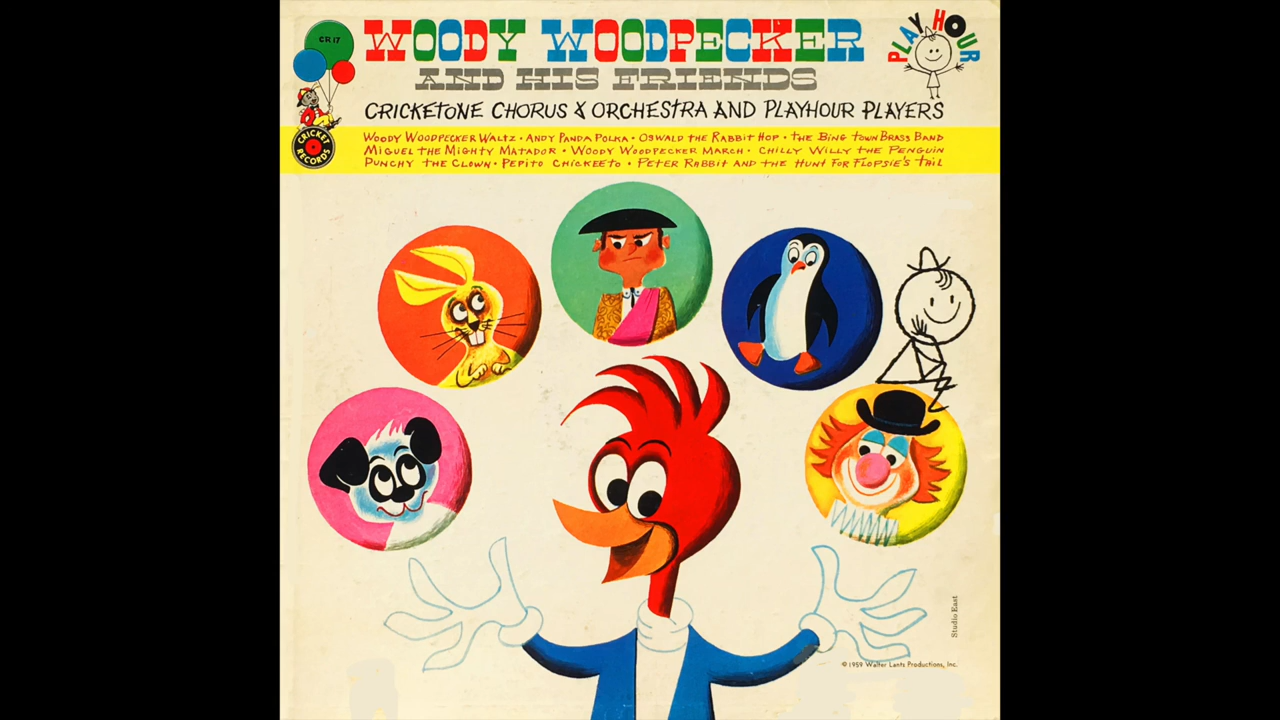 CR 17
WOODY WOODPECKER
AND HIS FRIENDS
PLAY HOUR
CRICKETONE CHORUS & ORCHESTRA AND PLAYHOUR PLAYERS
CRICKET RECORDS
WOODY WOODPECKER WALTZ • ANDY PANDA POLKA • OSWALD THE RABBIT HOP • THE BING TOWN BRASS BAND
MIGUEL THE MIGHTY MATADOR • WOODY WOODPECKER MARCH • CHILLY WILLY THE PENGUIN
PUNCHY THE CLOWN • PEPITO CHICKEETO • PETER RABBIT AND THE HUNT FOR FLOPSIE'S TAIL
Studio East
© 1959 Walter Lantz Productions, Inc.